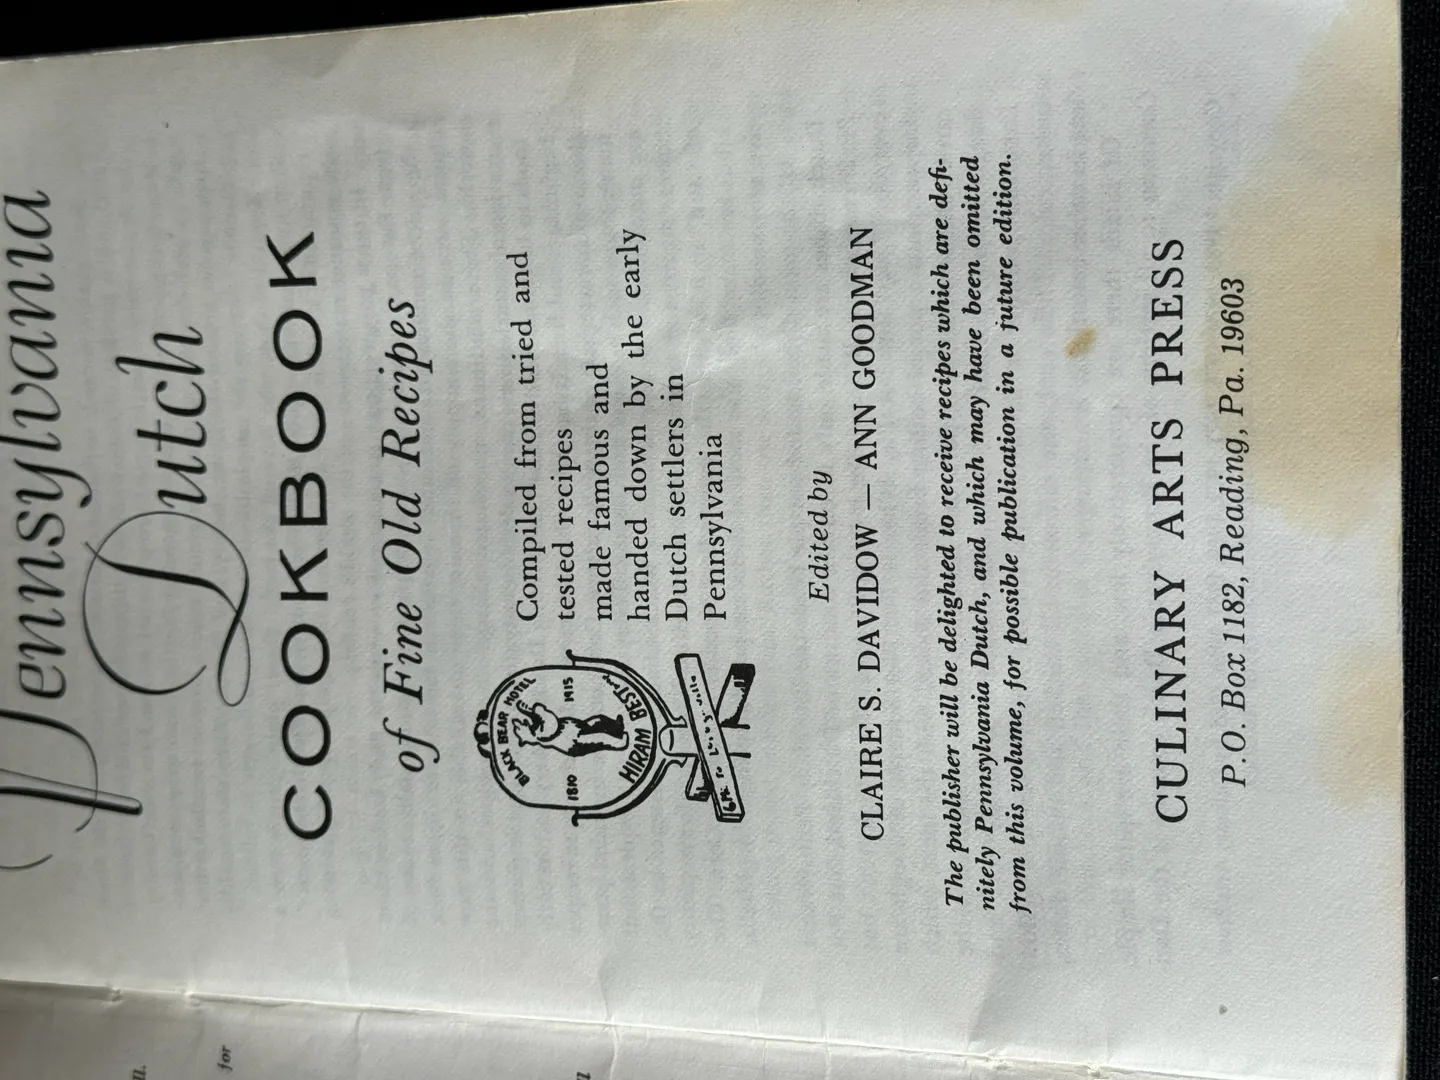 Pennsylvania
Dutch
COOKBOOK
of Fine Old Recipes
Compiled from tried and
tested recipes
made famous and
handed down by the early
Dutch settlers in
Pennsylvania
BLACK BEAR HOTEL
1810 1915
HIRAM BEST
Edited by
CLAIRE S. DAVIDOW — ANN GOODMAN
The publisher will be delighted to receive recipes which are defi-
nitely Pennsylvania Dutch, and which may have been omitted
from this volume, for possible publication in a future edition.
CULINARY ARTS PRESS
P.O. Box 1182, Reading, Pa. 19603
for